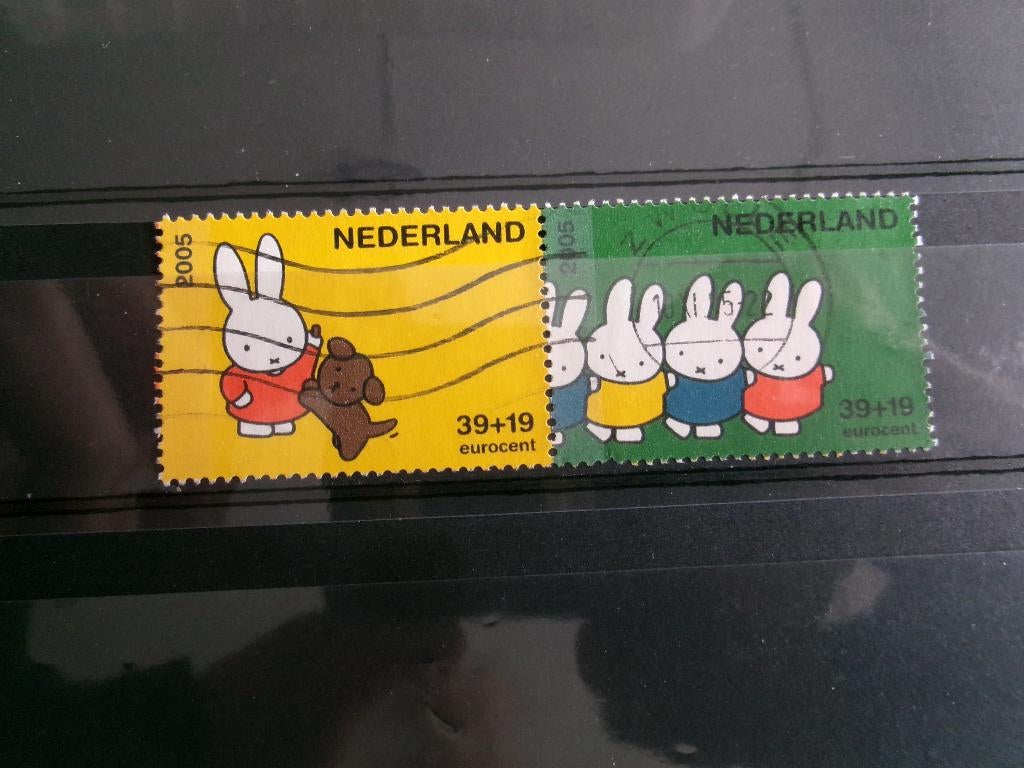 2005
NEDERLAND
39+19
eurocent
2005
NEDERLAND
39+19
eurocent